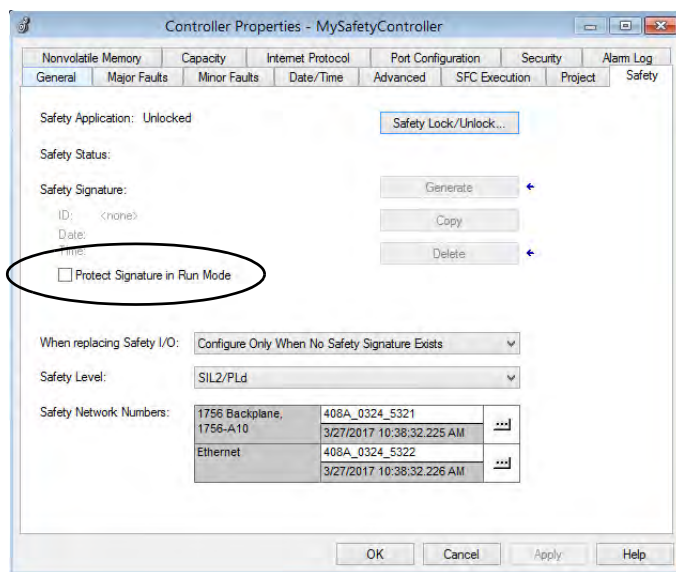 Controller Properties - MySafetyController
Nonvolatile Memory Capacity Internet Protocol Port Configuration Security Alarm Log
General Major Faults Minor Faults Date/Time Advanced SFC Execution Project Safety
Safety Application: Unlocked
Safety Lock/Unlock...
Safety Status:
Safety Signature:
Generate
ID: <none>
Copy
Date:
Time:
Delete
Protect Signature in Run Mode
When replacing Safety I/O: Configure Only When No Safety Signature Exists
Safety Level: SIL2/PLd
Safety Network Numbers: 1756 Backplane, 408A_0324_5321
1756-A10 3/27/2017 10:38:32.225 AM
...
Ethernet 408A_0324_5322
3/27/2017 10:38:32.226 AM
...
OK Cancel Apply Help